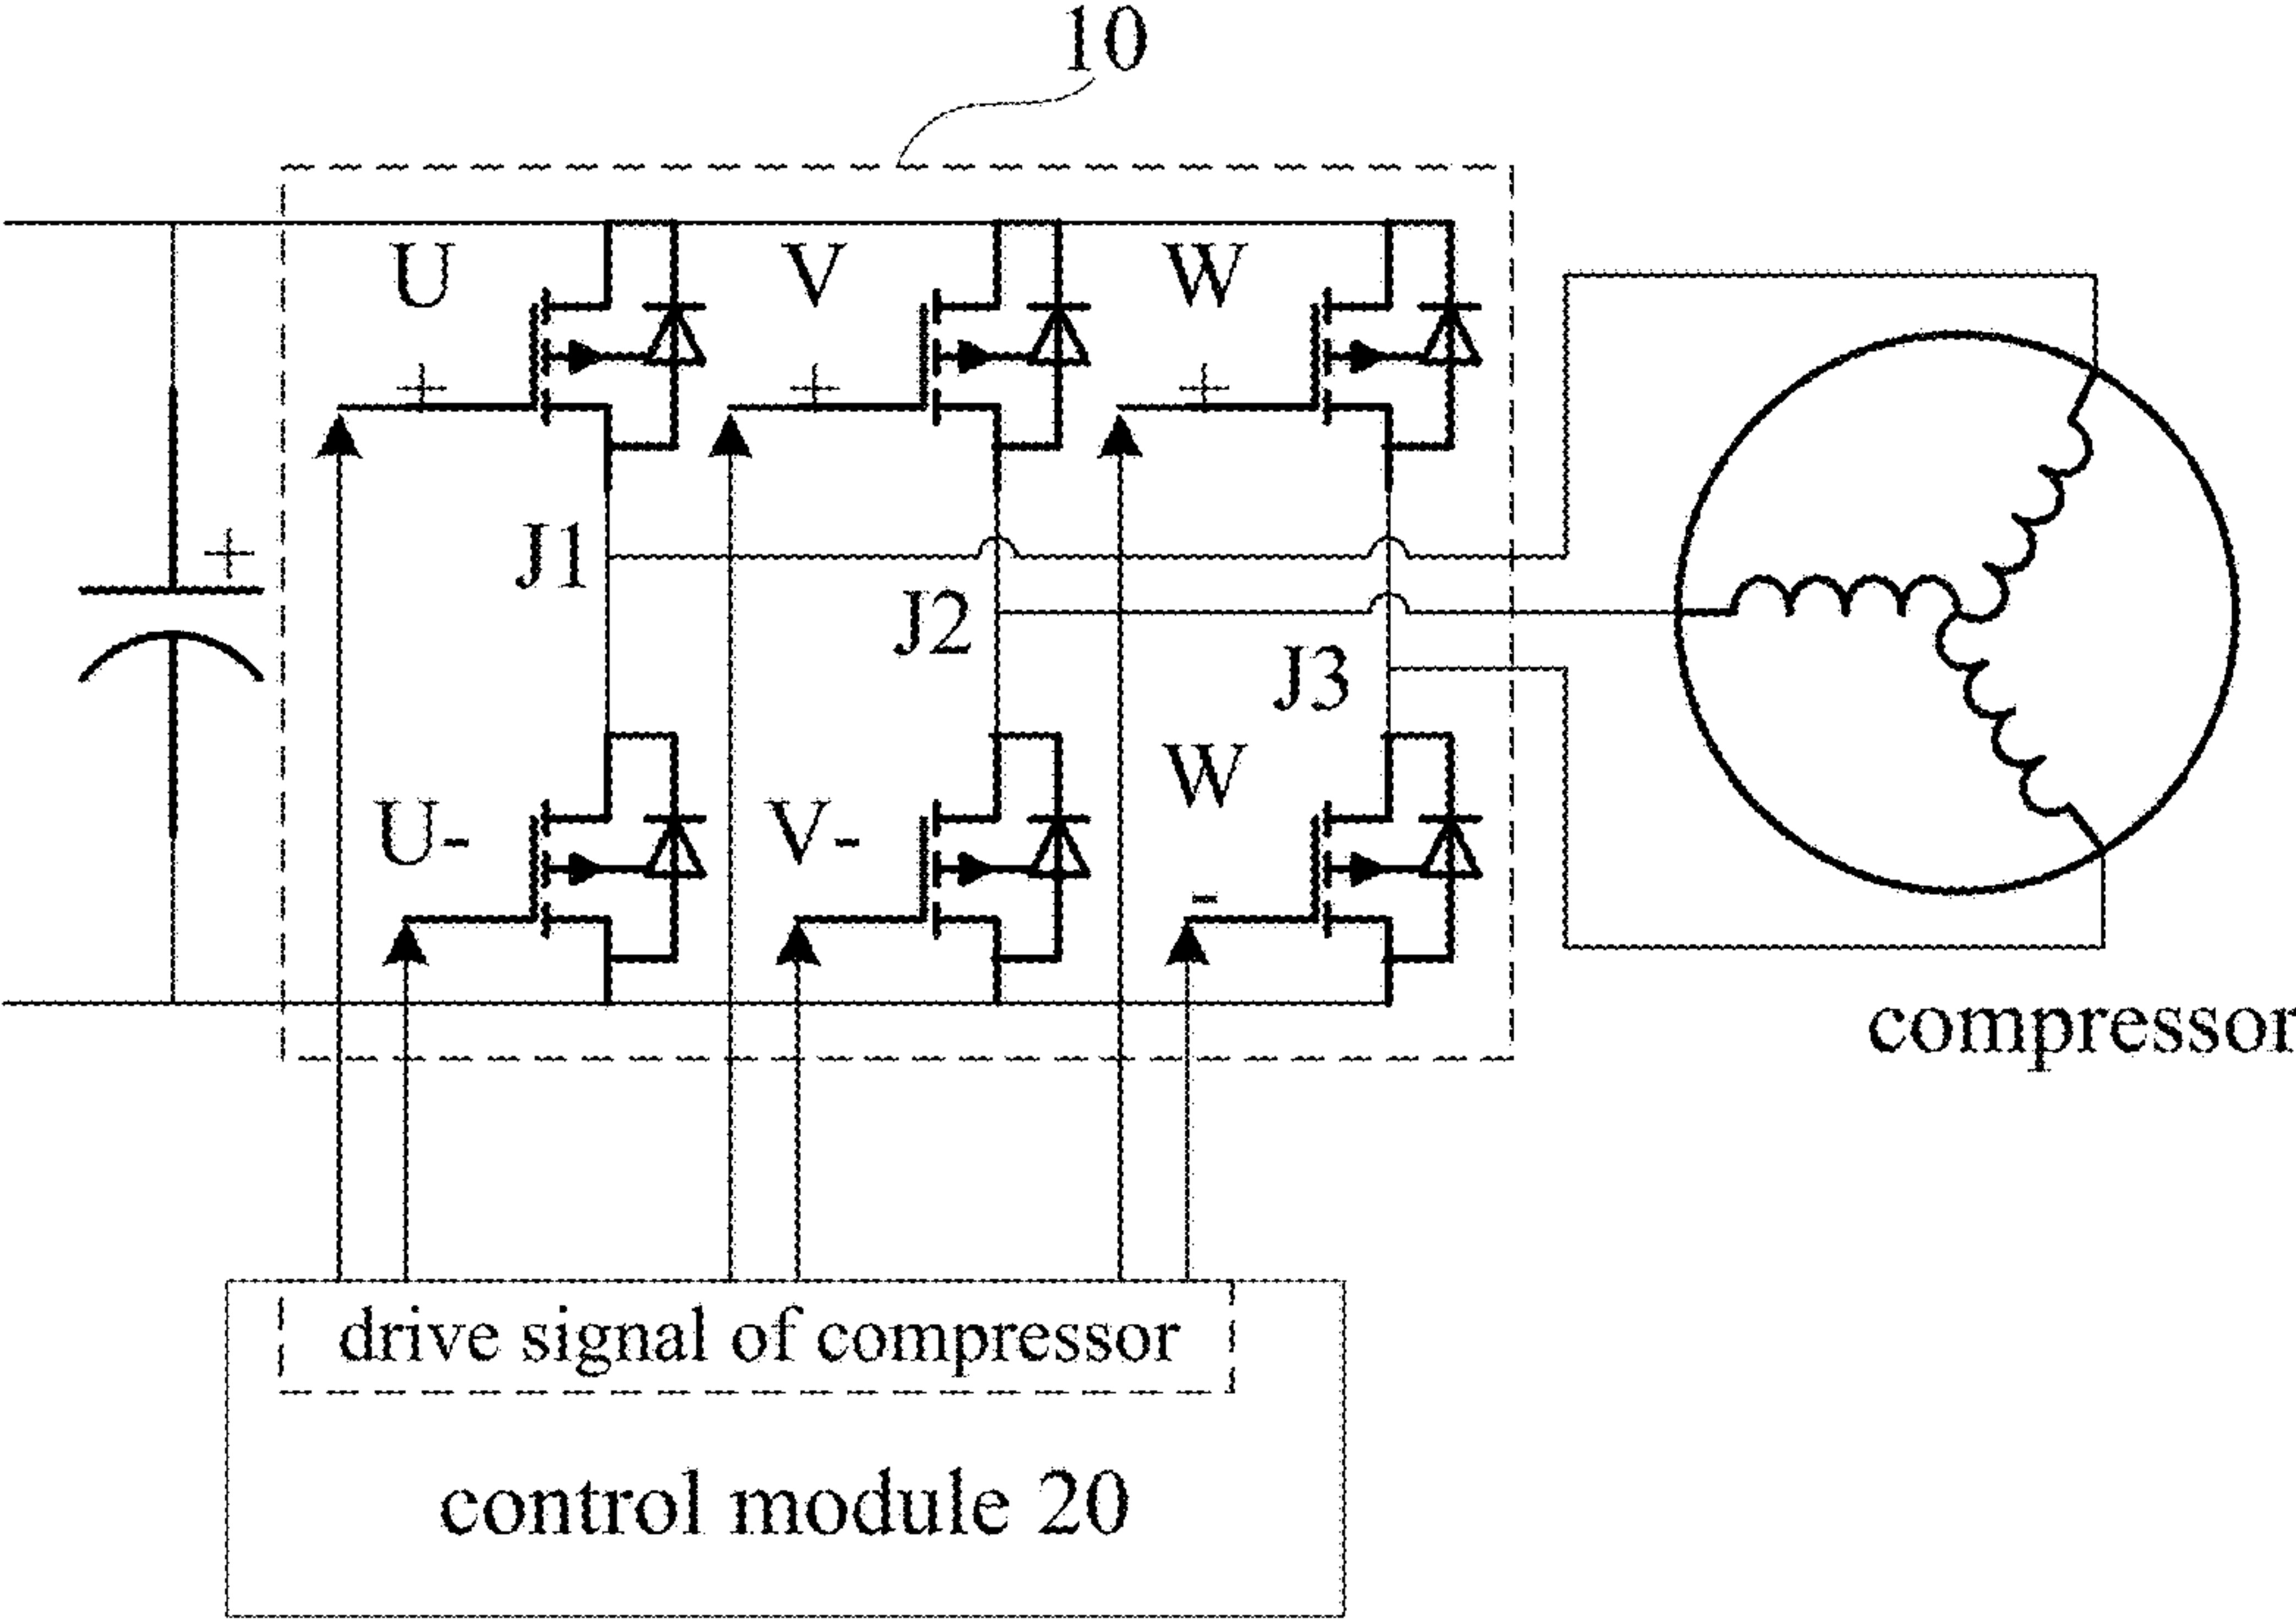 10
U
V
W
+
+
+
+
J1
J2
J3
U-
V-
W
-
compressor
drive signal of compressor
control module 20